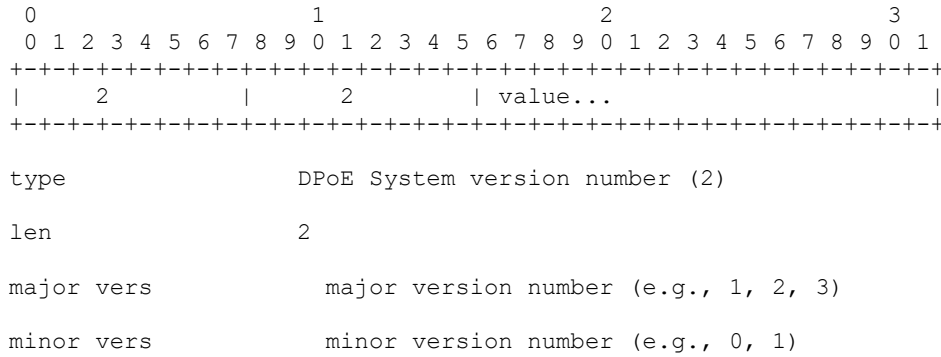 0                   1                   2                   3
0 1 2 3 4 5 6 7 8 9 0 1 2 3 4 5 6 7 8 9 0 1 2 3 4 5 6 7 8 9 0 1
+-+-+-+-+-+-+-+-+-+-+-+-+-+-+-+-+-+-+-+-+-+-+-+-+-+-+-+-+-+-+-+-+
|     2         |      2        | value...                      |
+-+-+-+-+-+-+-+-+-+-+-+-+-+-+-+-+-+-+-+-+-+-+-+-+-+-+-+-+-+-+-+-+
type DPoE System version number (2)
len 2
major vers major version number (e.g., 1, 2, 3)
minor vers minor version number (e.g., 0, 1)